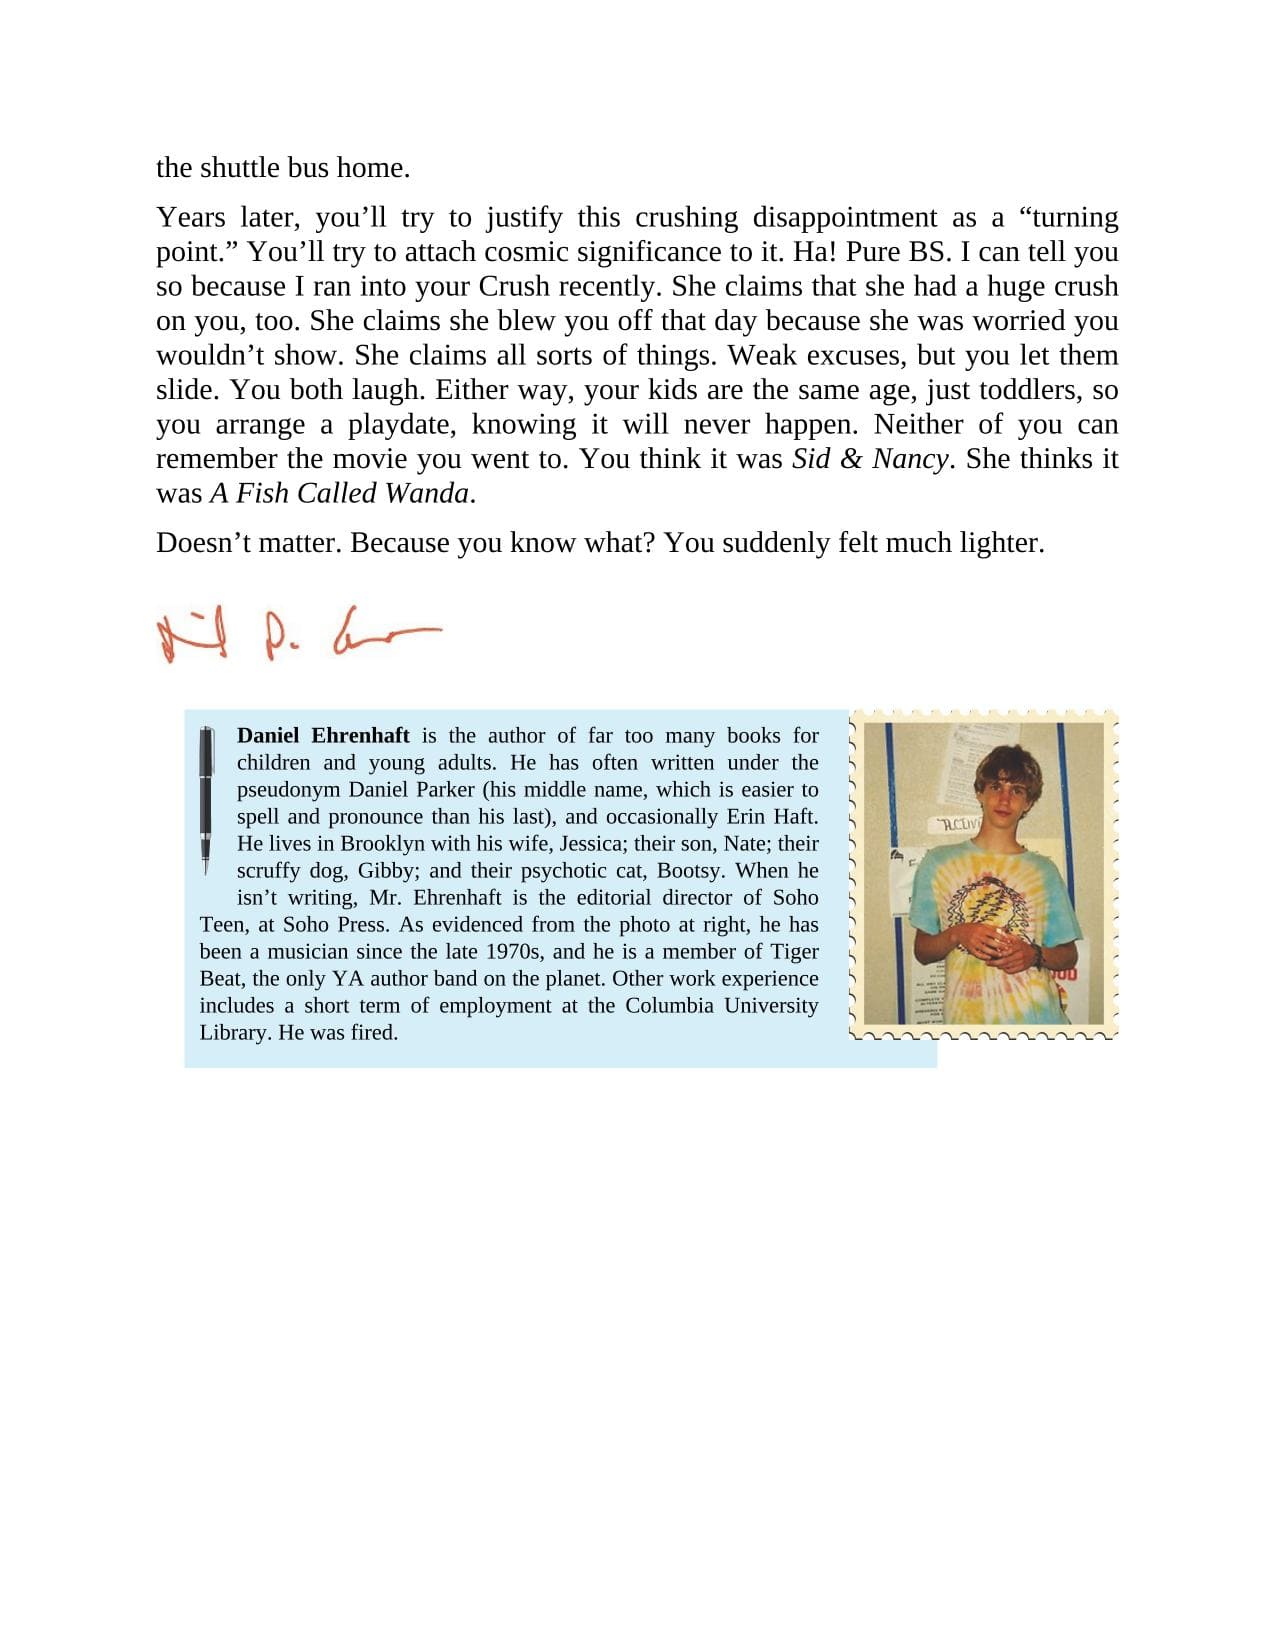 the shuttle bus home.
Years later, you’ll try to justify this crushing disappointment as a “turning
point.” You’ll try to attach cosmic significance to it. Ha! Pure BS. I can tell you
so because I ran into your Crush recently. She claims that she had a huge crush
on you, too. She claims she blew you off that day because she was worried you
wouldn’t show. She claims all sorts of things. Weak excuses, but you let them
slide. You both laugh. Either way, your kids are the same age, just toddlers, so
you arrange a playdate, knowing it will never happen. Neither of you can
remember the movie you went to. You think it was Sid & Nancy. She thinks it
was A Fish Called Wanda.
Doesn’t matter. Because you know what? You suddenly felt much lighter.
Daniel Ehrenhaft is the author of far too many books for
children and young adults. He has often written under the
pseudonym Daniel Parker (his middle name, which is easier to
spell and pronounce than his last), and occasionally Erin Haft.
He lives in Brooklyn with his wife, Jessica; their son, Nate; their
scruffy dog, Gibby; and their psychotic cat, Bootsy. When he
isn’t writing, Mr. Ehrenhaft is the editorial director of Soho
Teen, at Soho Press. As evidenced from the photo at right, he has
been a musician since the late 1970s, and he is a member of Tiger
Beat, the only YA author band on the planet. Other work experience
includes a short term of employment at the Columbia University
Library. He was fired.